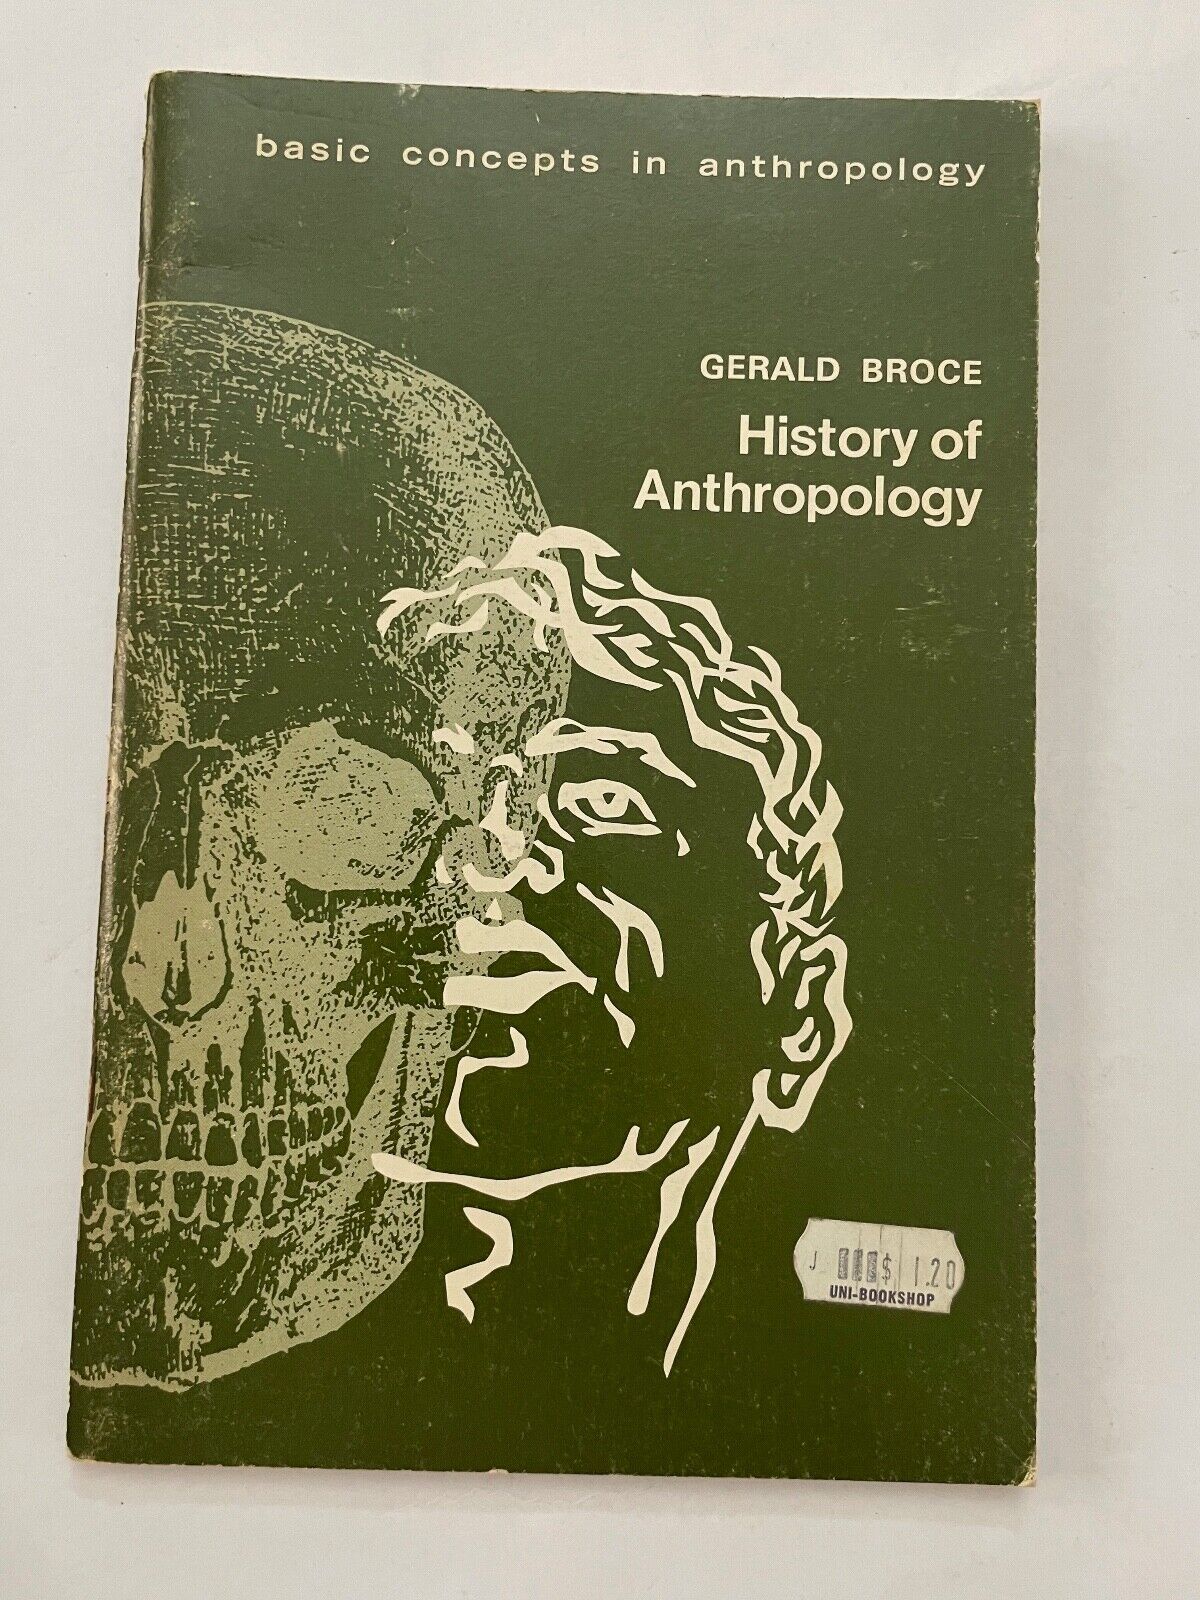 basic concepts in anthropology
GERALD BROCE
History of
Anthropology
J $ 1.20
UNI-BOOKSHOP